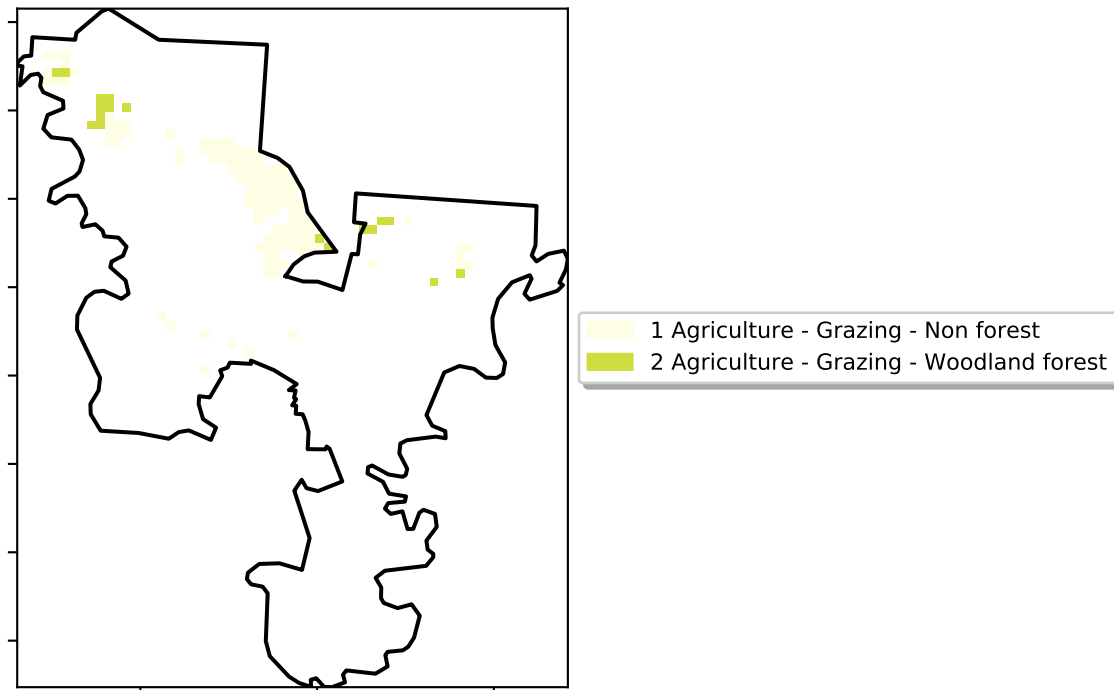 1 Agriculture - Grazing - Non forest
2 Agriculture - Grazing - Woodland forest